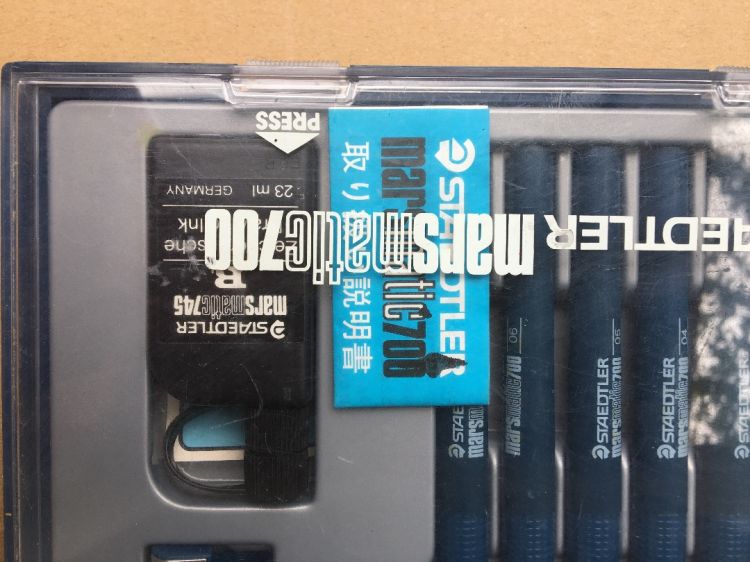 PRESS
STAEDTLER
marsmatic700
STAEDTLER
marsmatic700
取り扱い説明書
STAEDTLER
marsmatic745
R
Ink
23 ml
GERMANY
STAEDTLER
marsmatic700
marsmatic700 06
STAEDTLER 05
marsmatic700
STAEDTLER 04
marsmatic700